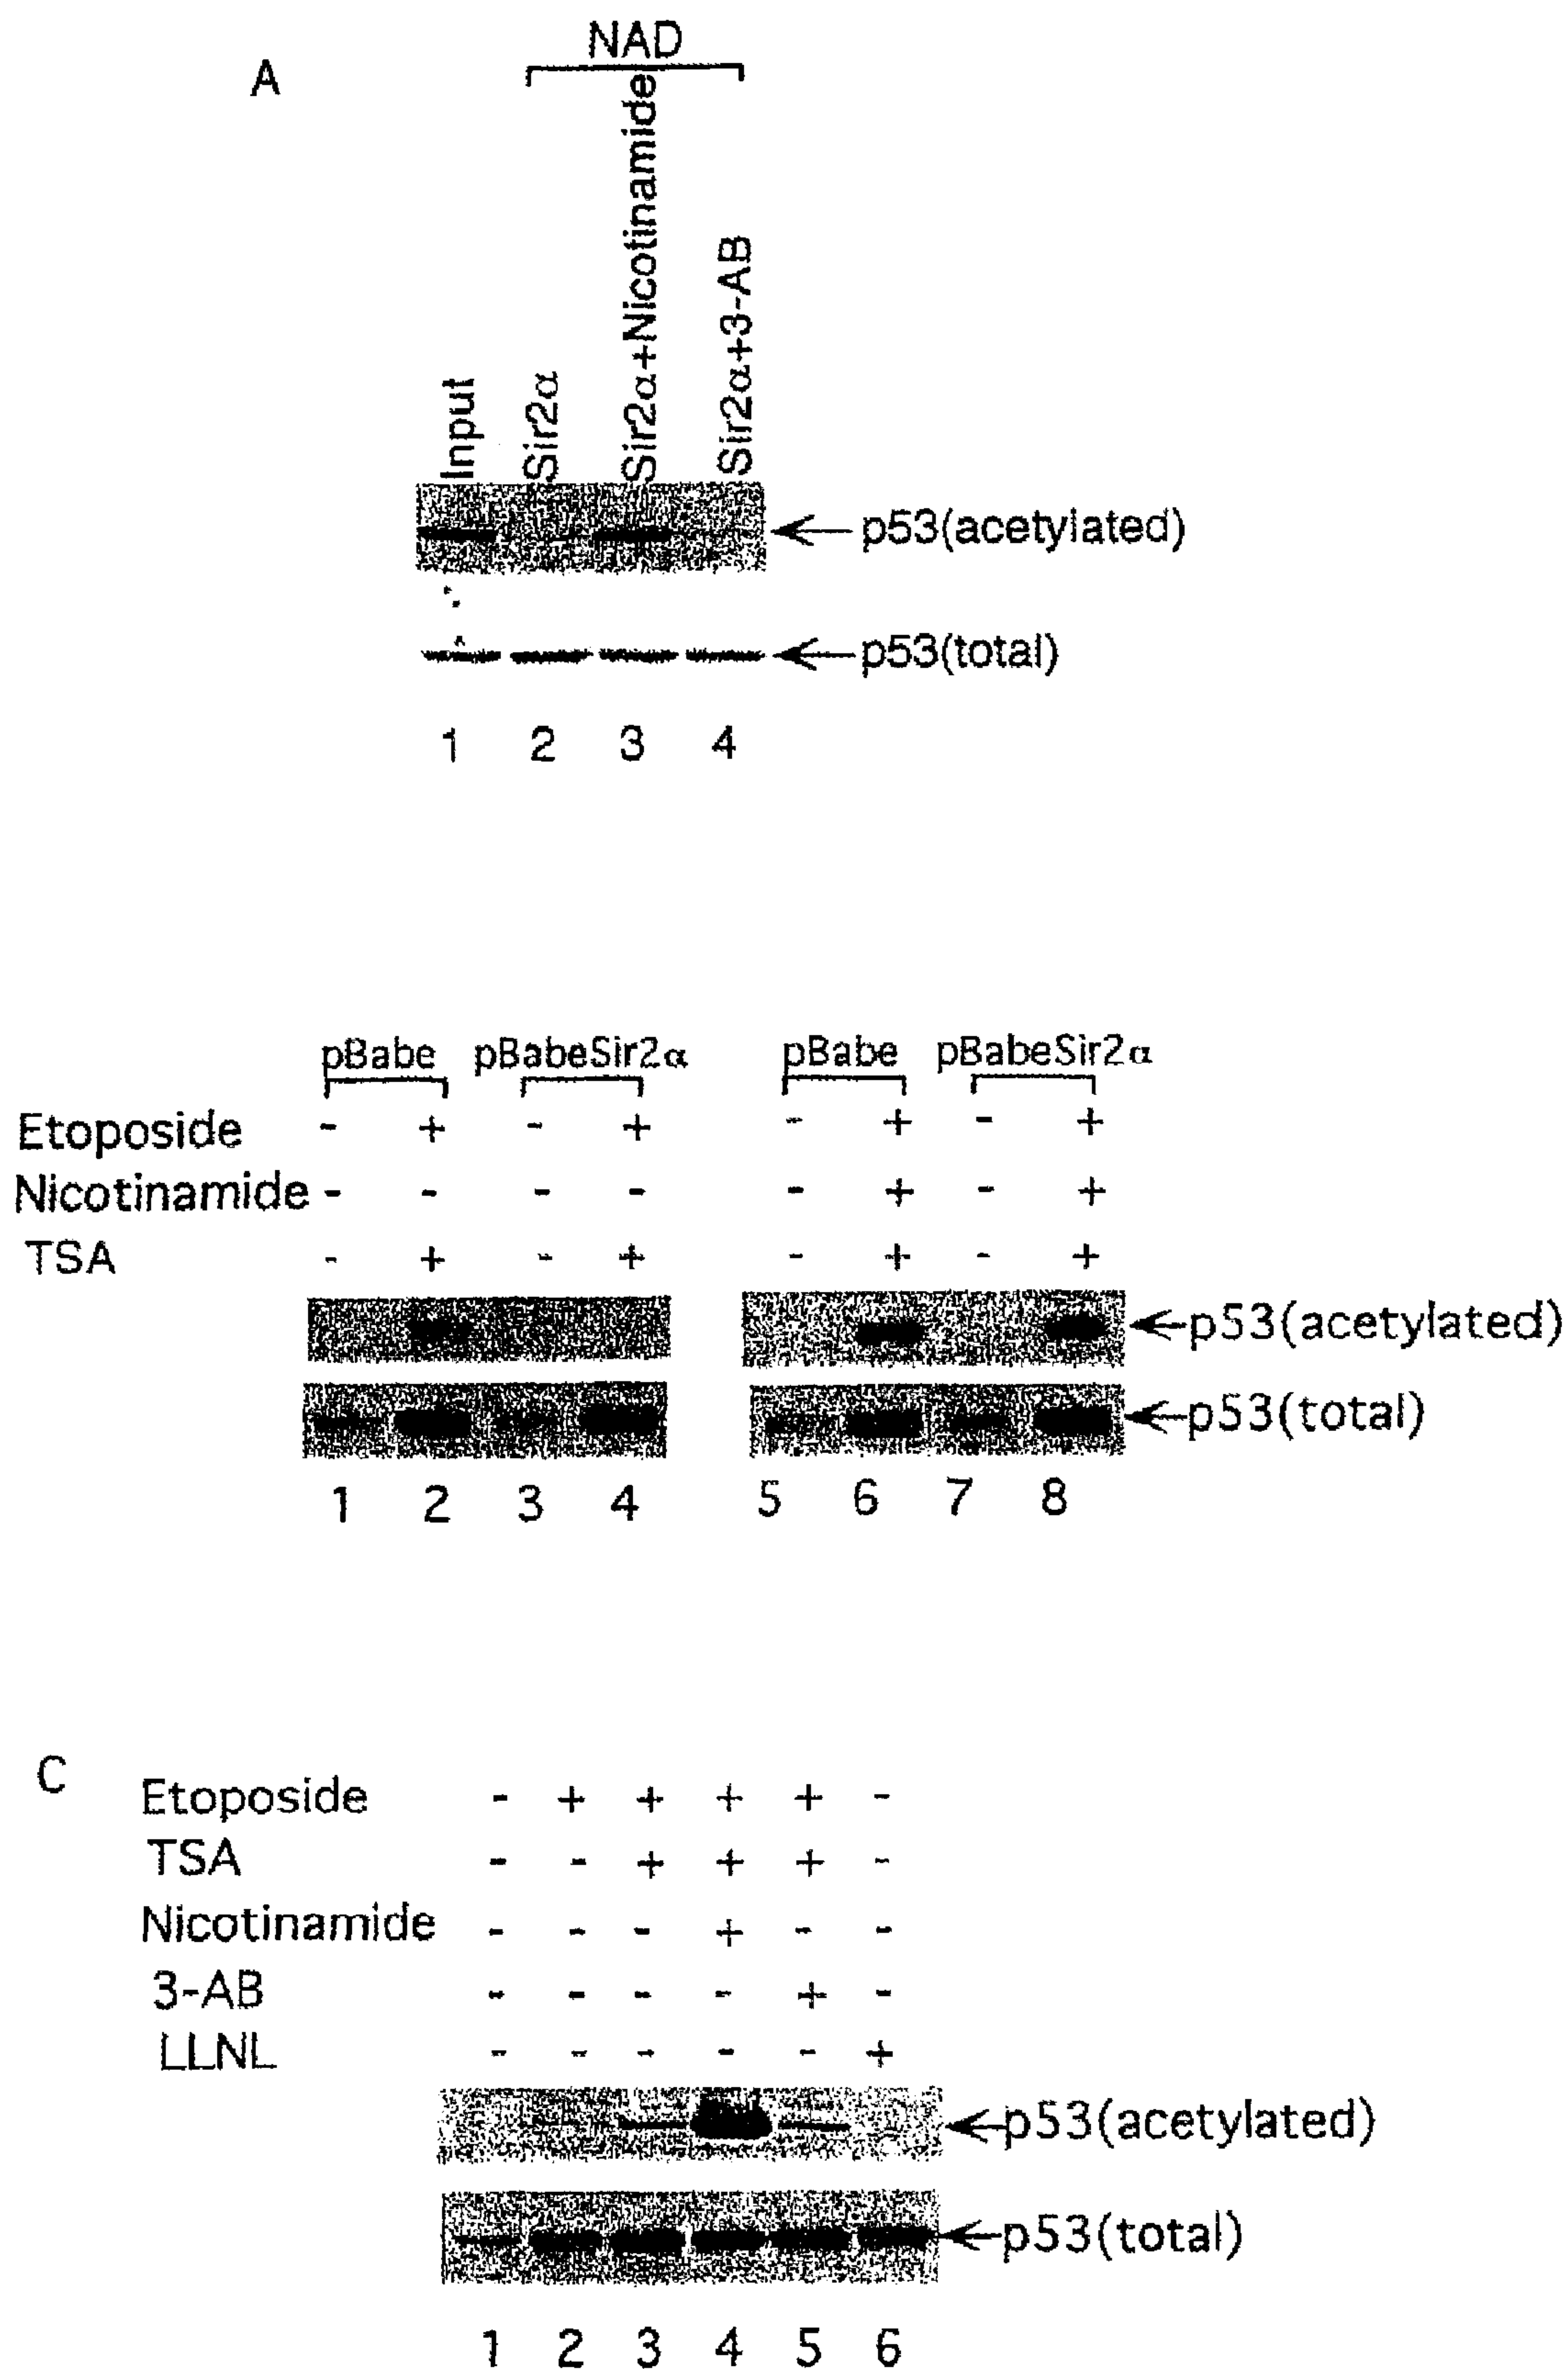 A
NAD
Input
Sir2α
Sir2α+Nicotinamide
Sir2α+3-AB
p53(acetylated)
p53(total)
1 2 3 4
pBabe pBabeSir2α pBabe pBabeSir2α
Etoposide - + - + - + - +
Nicotinamide - - - - - + - +
TSA - + - + - + - +
p53(acetylated)
p53(total)
1 2 3 4 5 6 7 8
C
Etoposide - + + + + -
TSA - - + + + -
Nicotinamide - - - + - -
3-AB - - - - + -
LLNL - - - - - +
p53(acetylated)
p53(total)
1 2 3 4 5 6